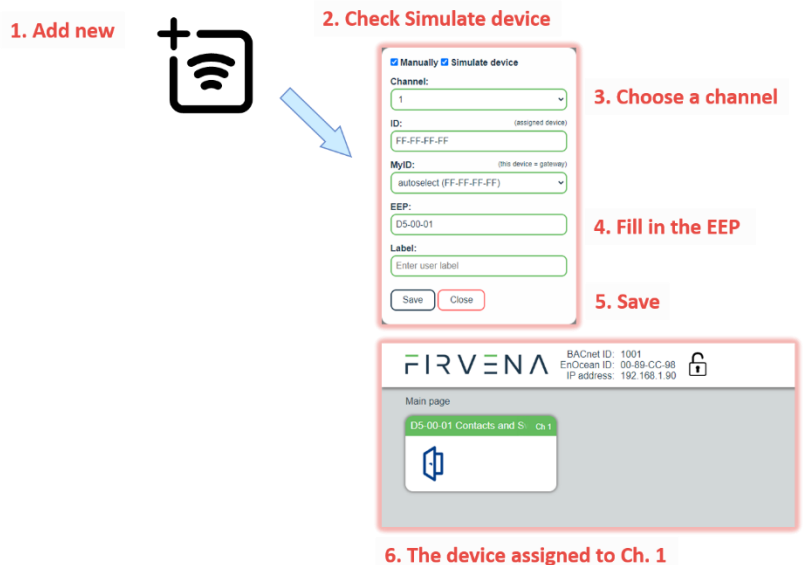 1. Add new
2. Check Simulate device
Manually Simulate device
Channel:
1
3. Choose a channel
ID: (assigned device)
FF-FF-FF-FF
MyID: (this device = gateway)
autoselect (FF-FF-FF-FF)
EEP:
D5-00-01
4. Fill in the EEP
Label:
Enter user label
Save Close
5. Save
FIRVENA
BACnet ID: 1001
EnOcean ID: 00-89-CC-98
IP address: 192.168.1.90
Main page
D5-00-01 Contacts and S Ch 1
6. The device assigned to Ch. 1